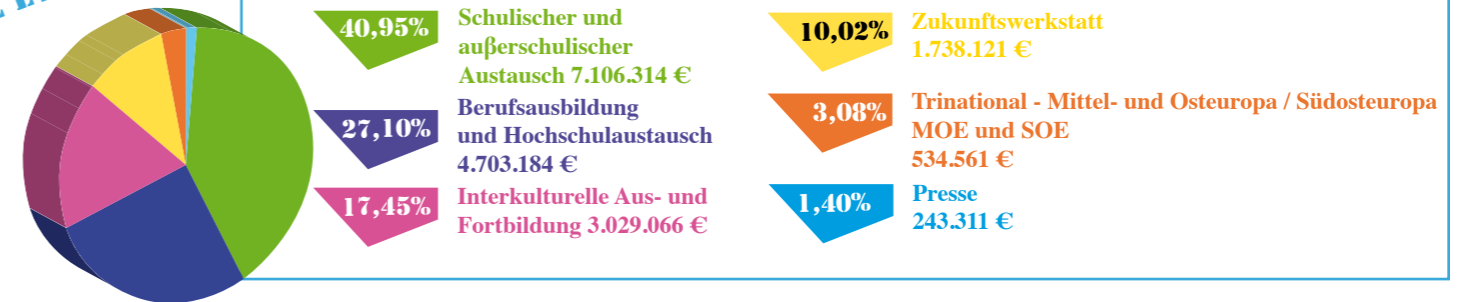 40,95%
Schulischer und
auβerschulischer
Austausch 7.106.314 €
27,10%
Berufsausbildung
und Hochschulaustausch
4.703.184 €
17,45%
Interkulturelle Aus- und
Fortbildung 3.029.066 €
10,02%
Zukunftswerkstatt
1.738.121 €
3,08%
Trinational - Mittel- und Osteuropa / Südosteuropa
MOE und SOE
534.561 €
1,40%
Presse
243.311 €